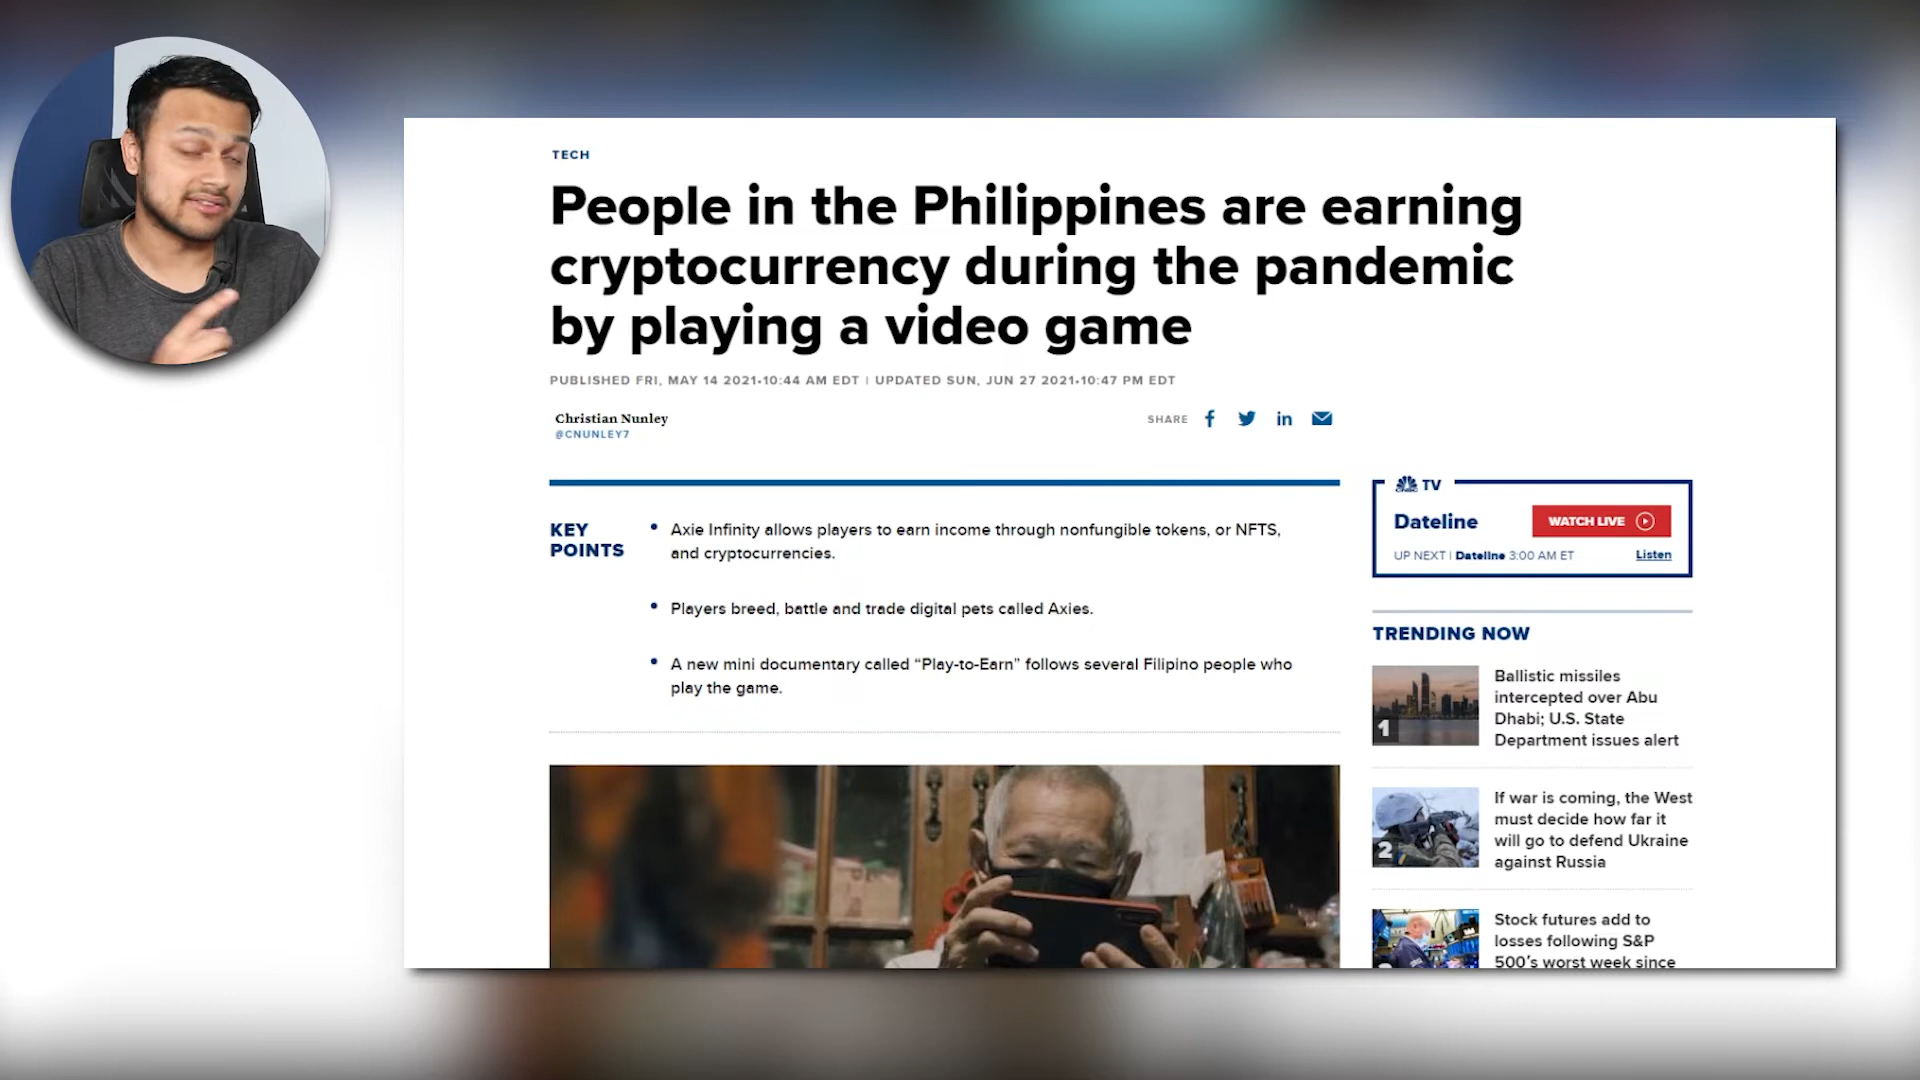 TECH
People in the Philippines are earning
cryptocurrency during the pandemic
by playing a video game
PUBLISHED FRI, MAY 14 2021•10:44 AM EDT | UPDATED SUN, JUN 27 2021•10:47 PM EDT
Christian Nunley
@CNUNLEY7
SHARE
KEY
POINTS
• Axie Infinity allows players to earn income through nonfungible tokens, or NFTS,
and cryptocurrencies.
• Players breed, battle and trade digital pets called Axies.
• A new mini documentary called “Play-to-Earn” follows several Filipino people who
play the game.
CNBC TV
Dateline
WATCH LIVE
UP NEXT | Dateline 3:00 AM ET
Listen
TRENDING NOW
1
Ballistic missiles
intercepted over Abu
Dhabi; U.S. State
Department issues alert
2
If war is coming, the West
must decide how far it
will go to defend Ukraine
against Russia
Stock futures add to
losses following S&P
500’s worst week since